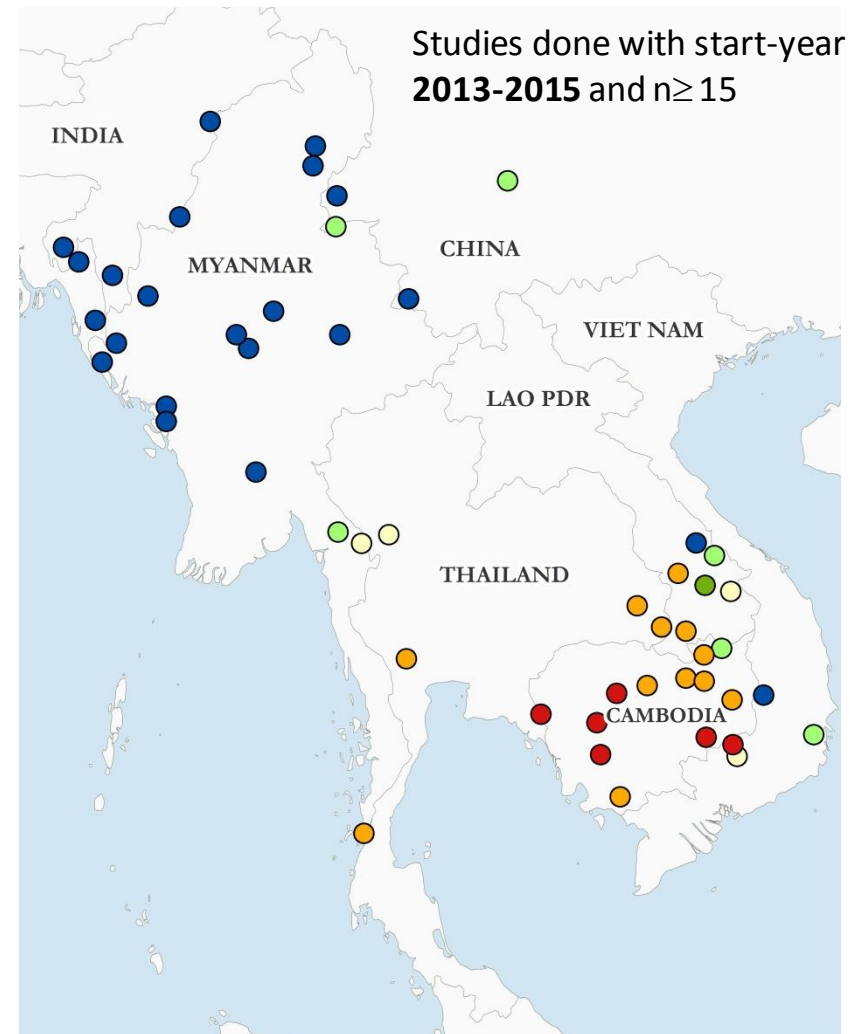 Studies done with start-year
2013-2015 and n≥ 15
INDIA
CHINA
MYANMAR
VIET NAM
LAO PDR
THAILAND
CAMBODIA